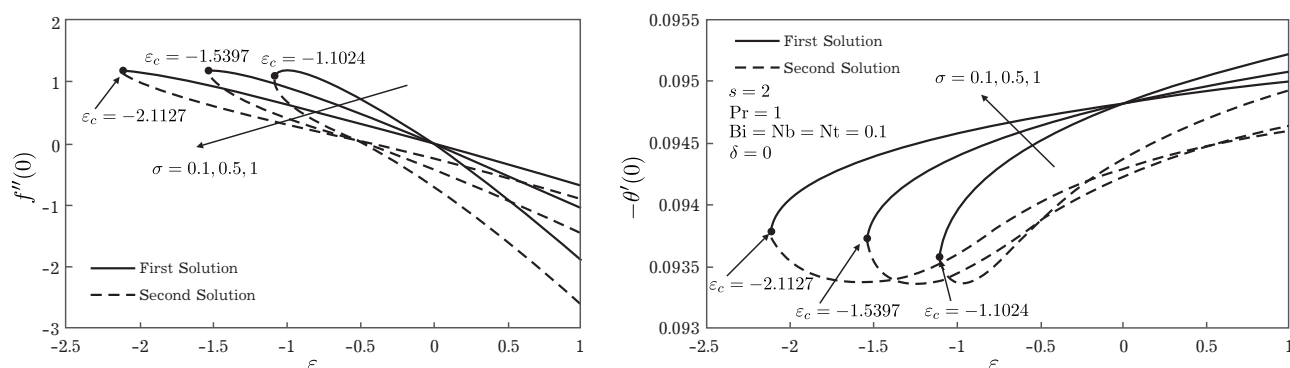 2
1
0
-1
-2
-3
-2.5
-2
-1.5
-1
-0.5
0
0.5
1
f″(0)
ε
ε_c = −1.5397
ε_c = −1.1024
ε_c = −2.1127
σ = 0.1, 0.5, 1
First Solution
Second Solution
0.0955
0.095
0.0945
0.094
0.0935
0.093
-2.5
-2
-1.5
-1
-0.5
0
0.5
1
−θ′(0)
ε
First Solution
Second Solution
s = 2
Pr = 1
Bi = Nb = Nt = 0.1
δ = 0
σ = 0.1, 0.5, 1
ε_c = −2.1127
ε_c = −1.5397
ε_c = −1.1024